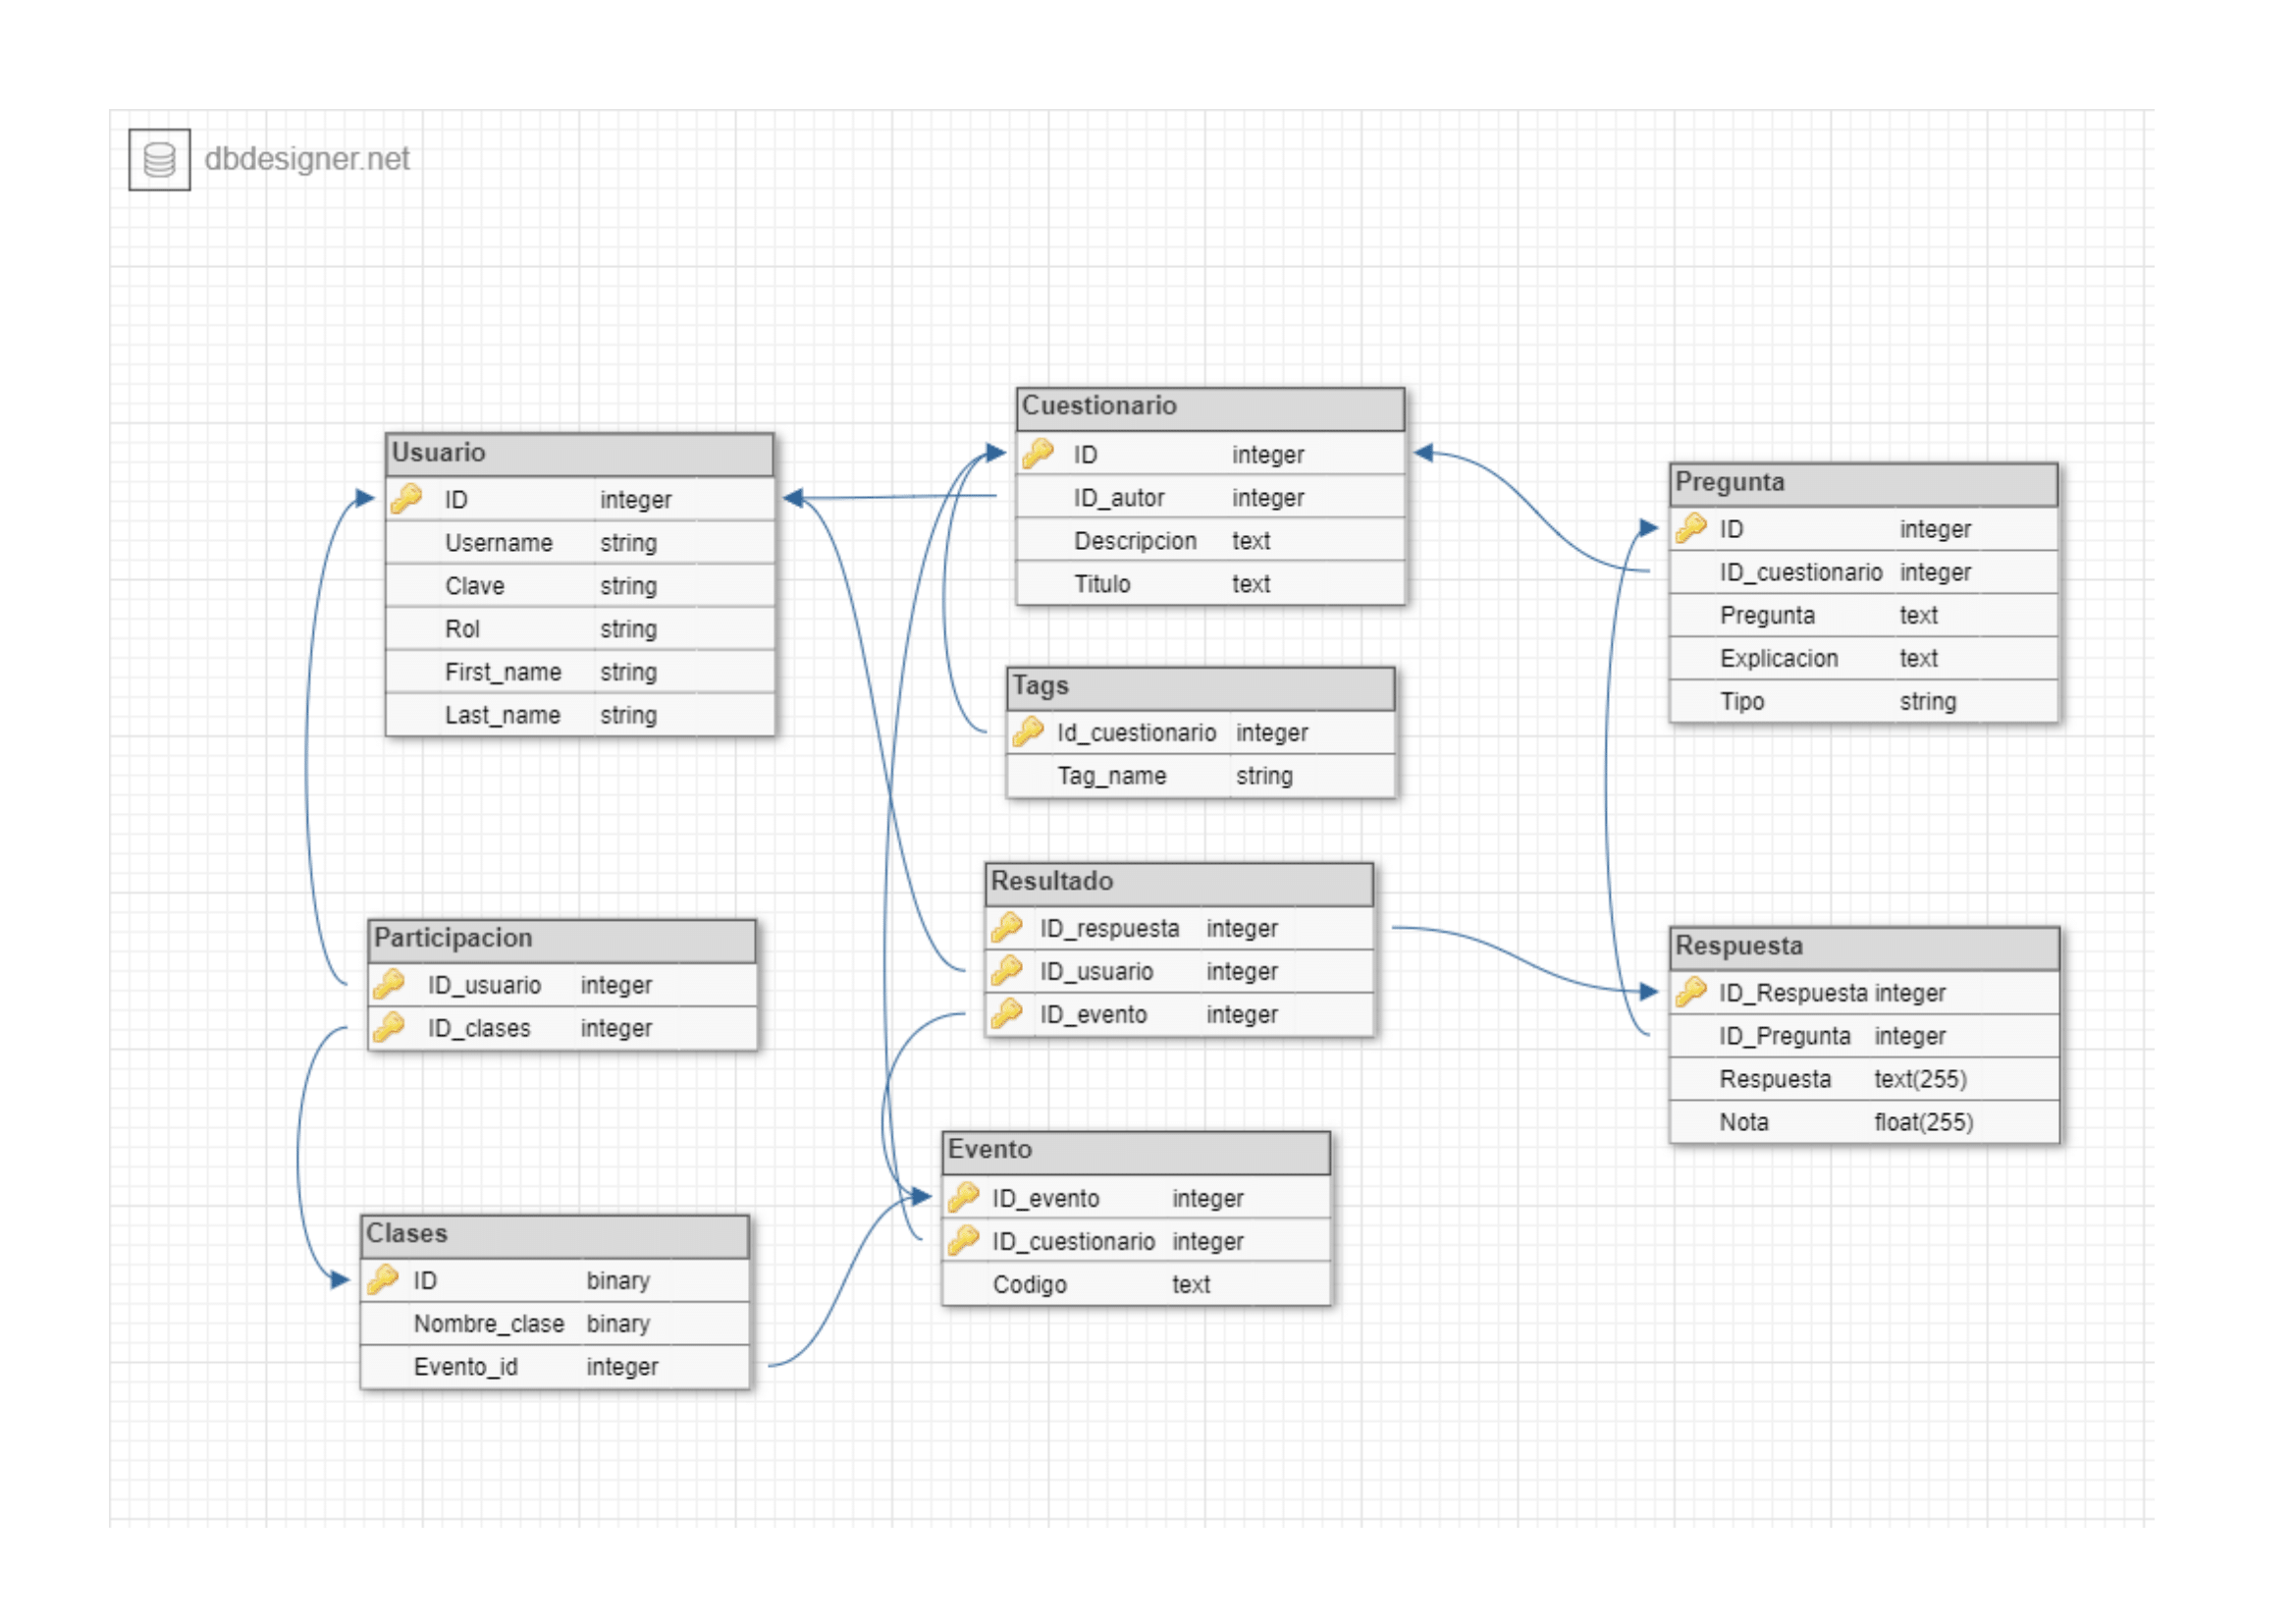 dbdesigner.net
Usuario
ID integer
Username string
Clave string
Rol string
First_name string
Last_name string
Cuestionario
ID integer
ID_autor integer
Descripcion text
Titulo text
Pregunta
ID integer
ID_cuestionario integer
Pregunta text
Explicacion text
Tipo string
Tags
Id_cuestionario integer
Tag_name string
Resultado
ID_respuesta integer
ID_usuario integer
ID_evento integer
Participacion
ID_usuario integer
ID_clases integer
Respuesta
ID_Respuesta integer
ID_Pregunta integer
Respuesta text(255)
Nota float(255)
Evento
ID_evento integer
ID_cuestionario integer
Codigo text
Clases
ID binary
Nombre_clase binary
Evento_id integer